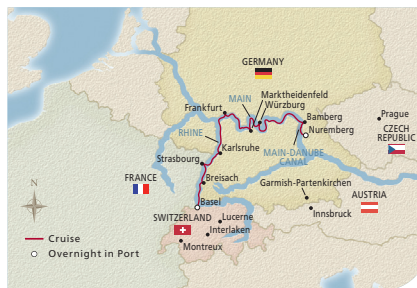 GERMANY
MAIN
Marktheidenfeld
Frankfurt
Würzburg
Bamberg
Prague
RHINE
Nuremberg
CZECH
REPUBLIC
Karlsruhe
MAIN-DANUBE
CANAL
Strasbourg
FRANCE
Breisach
Garmish-Partenkirchen
AUSTRIA
Basel
N
SWITZERLAND
Lucerne
Innsbruck
Interlaken
Cruise
Montreux
Overnight in Port